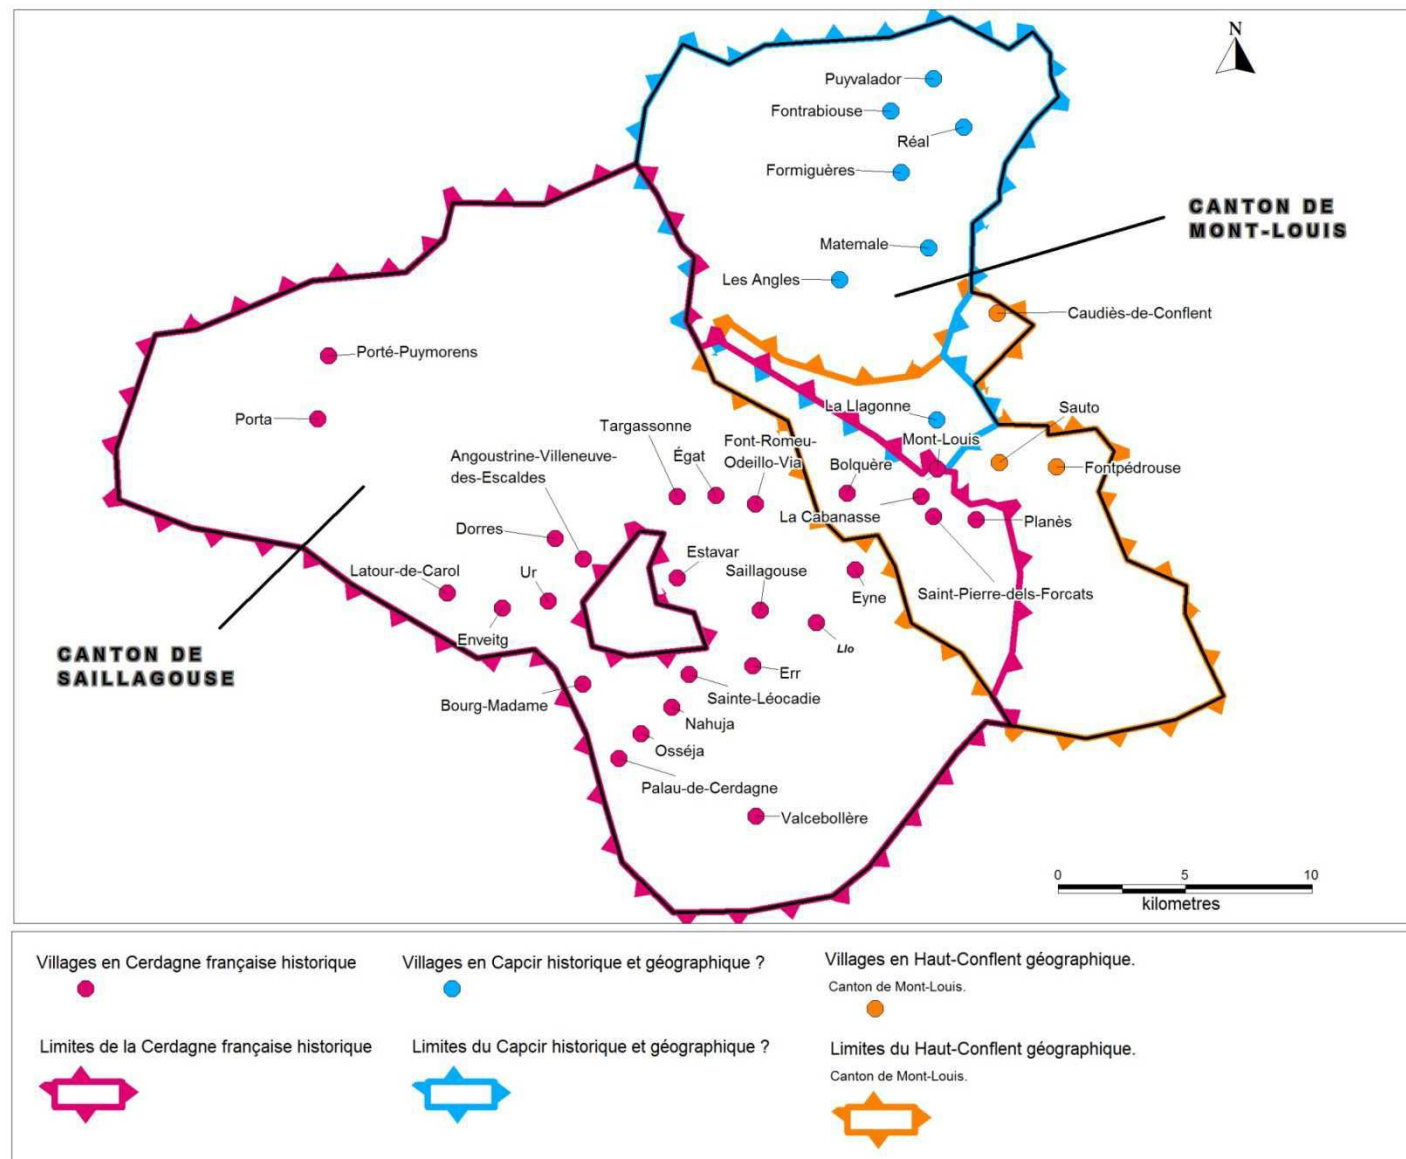 N
Puyvalador
Fontrabiouse
Réal
Formiguères
CANTON DE
MONT-LOUIS
Matemale
Les Angles
Caudiès-de-Conflent
Porté-Puymorens
Porta
La Llagonne
Sauto
Targassonne
Font-Romeu-
Odeillo-Via
Mont-Louis
Angoustrine-Villeneuve-
des-Escaldes
Égat
Bolquère
Fontpédrouse
La Cabanasse
Planès
Dorres
Estavar
Saillagouse
Latour-de-Carol
Ur
Eyne
Saint-Pierre-dels-Forcats
Enveitg
Llo
CANTON DE
SAILLAGOUSE
Err
Sainte-Léocadie
Bourg-Madame
Nahuja
Osséja
Palau-de-Cerdagne
Valcebollère
0 5 10
kilometres
Villages en Cerdagne française historique
Villages en Capcir historique et géographique ?
Villages en Haut-Conflent géographique.
Canton de Mont-Louis.
Limites de la Cerdagne française historique
Limites du Capcir historique et géographique ?
Limites du Haut-Conflent géographique.
Canton de Mont-Louis.